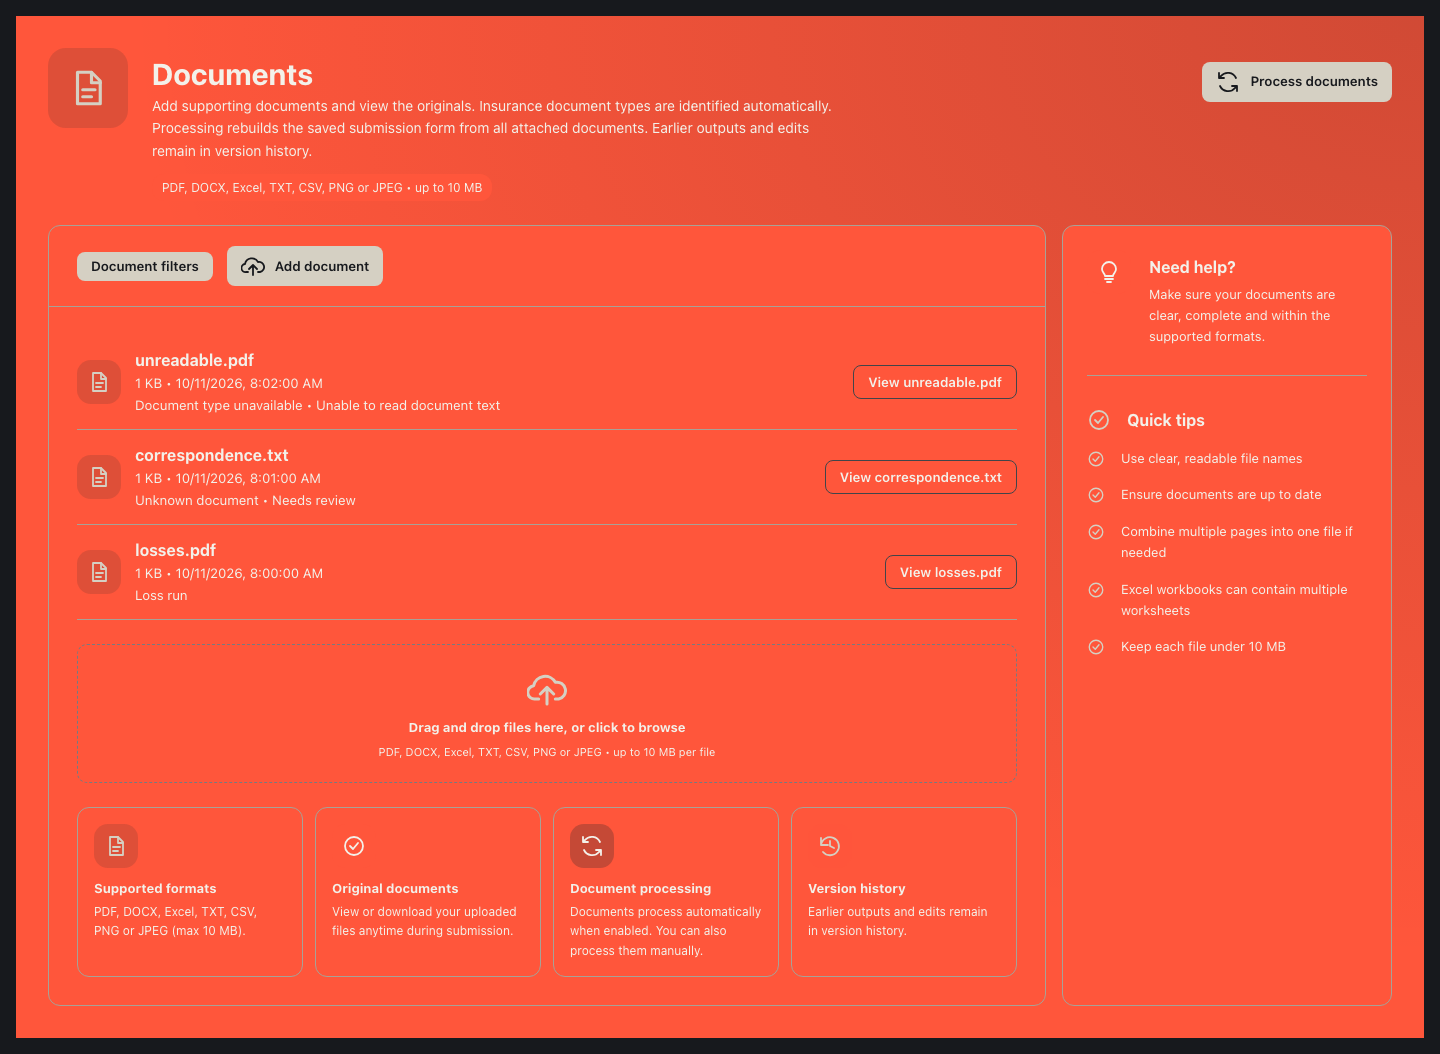 Documents
Add supporting documents and view the originals. Insurance document types are identified automatically.
Processing rebuilds the saved submission form from all attached documents. Earlier outputs and edits
remain in version history.
PDF, DOCX, Excel, TXT, CSV, PNG or JPEG • up to 10 MB
Process documents
Document filters
Add document
unreadable.pdf
1 KB • 10/11/2026, 8:02:00 AM
Document type unavailable • Unable to read document text
View unreadable.pdf
correspondence.txt
1 KB • 10/11/2026, 8:01:00 AM
Unknown document • Needs review
View correspondence.txt
losses.pdf
1 KB • 10/11/2026, 8:00:00 AM
Loss run
View losses.pdf
Drag and drop files here, or click to browse
PDF, DOCX, Excel, TXT, CSV, PNG or JPEG • up to 10 MB per file
Supported formats
PDF, DOCX, Excel, TXT, CSV,
PNG or JPEG (max 10 MB).
Original documents
View or download your uploaded
files anytime during submission.
Document processing
Documents process automatically
when enabled. You can also
process them manually.
Version history
Earlier outputs and edits remain
in version history.
Need help?
Make sure your documents are
clear, complete and within the
supported formats.
Quick tips
Use clear, readable file names
Ensure documents are up to date
Combine multiple pages into one file if
needed
Excel workbooks can contain multiple
worksheets
Keep each file under 10 MB